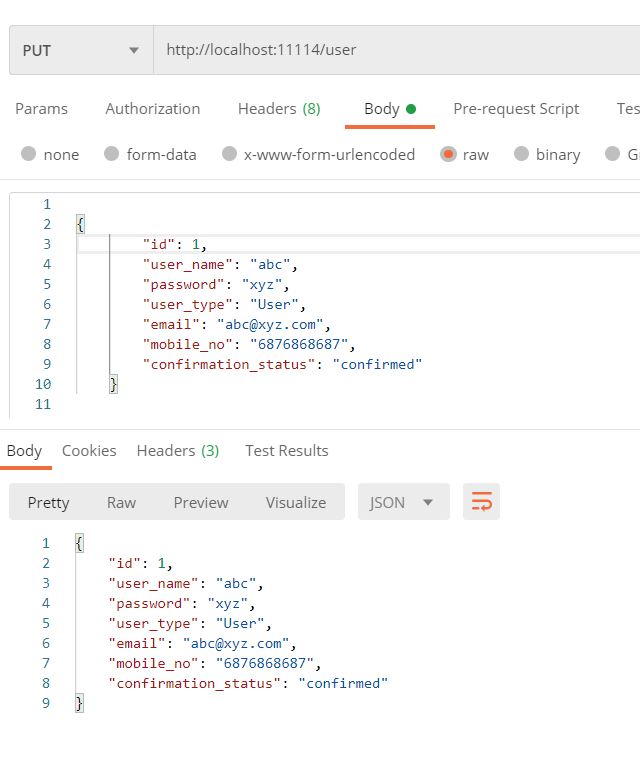 PUT http://localhost:11114/user
Params Authorization Headers (8) Body Pre-request Script Tes
none form-data x-www-form-urlencoded raw binary G
1
2 {
3 "id": 1,
4 "user_name": "abc",
5 "password": "xyz",
6 "user_type": "User",
7 "email": "abc@xyz.com",
8 "mobile_no": "6876868687",
9 "confirmation_status": "confirmed"
10 }
11
Body Cookies Headers (3) Test Results
Pretty Raw Preview Visualize JSON
1 {
2 "id": 1,
3 "user_name": "abc",
4 "password": "xyz",
5 "user_type": "User",
6 "email": "abc@xyz.com",
7 "mobile_no": "6876868687",
8 "confirmation_status": "confirmed"
9 }